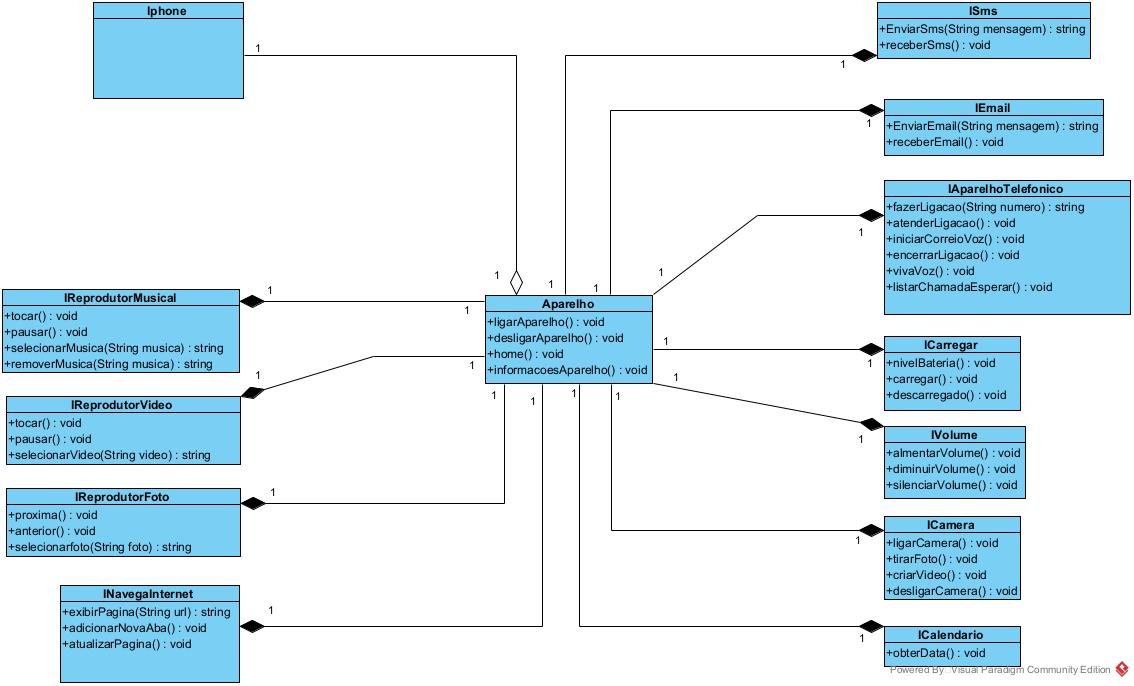 Iphone
1
1
ISms
+EnviarSms(String mensagem) : string
+receberSms() : void
1
1
IEmail
+EnviarEmail(String mensagem) : string
+receberEmail() : void
1
1
IAparelhoTelefonico
+fazerLigacao(String numero) : string
+atenderLigacao() : void
+iniciarCorreioVoz() : void
+encerrarLigacao() : void
+vivaVoz() : void
+listarChamadaEsperar() : void
1
1
Aparelho
+ligarAparelho() : void
+desligarAparelho() : void
+home() : void
+informacoesAparelho() : void
IReprodutorMusical
+tocar() : void
+pausar() : void
+selecionarMusica(String musica) : string
+removerMusica(String musica) : string
1
1
IReprodutorVideo
+tocar() : void
+pausar() : void
+selecionarVideo(String video) : string
1
1
IReprodutorFoto
+proxima() : void
+anterior() : void
+selecionarfoto(String foto) : string
1
1
INavegaInternet
+exibirPagina(String url) : string
+adicionarNovaAba() : void
+atualizarPagina() : void
1
1
ICarregar
+nivelBateria() : void
+carregar() : void
+descarregado() : void
1
1
IVolume
+almentarVolume() : void
+diminuirVolume() : void
+silenciarVolume() : void
1
1
ICamera
+ligarCamera() : void
+tirarFoto() : void
+criarVideo() : void
+desligarCamera() : void
1
1
ICalendario
+obterData() : void
1
1
Powered By Visual Paradigm Community Edition